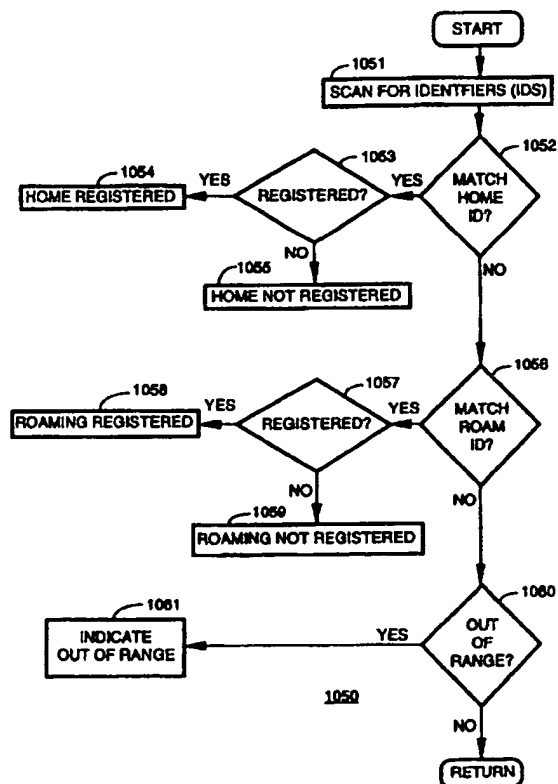 START
1051
SCAN FOR IDENTFIERS (IDS)
1052
MATCH
HOME
ID?
YES
1053
REGISTERED?
YES
1054
HOME REGISTERED
NO
1055
HOME NOT REGISTERED
NO
1056
MATCH
ROAM
ID?
YES
1057
REGISTERED?
YES
1058
ROAMING REGISTERED
NO
1059
ROAMING NOT REGISTERED
NO
1060
OUT
OF
RANGE?
YES
1061
INDICATE
OUT OF RANGE
1050
NO
RETURN